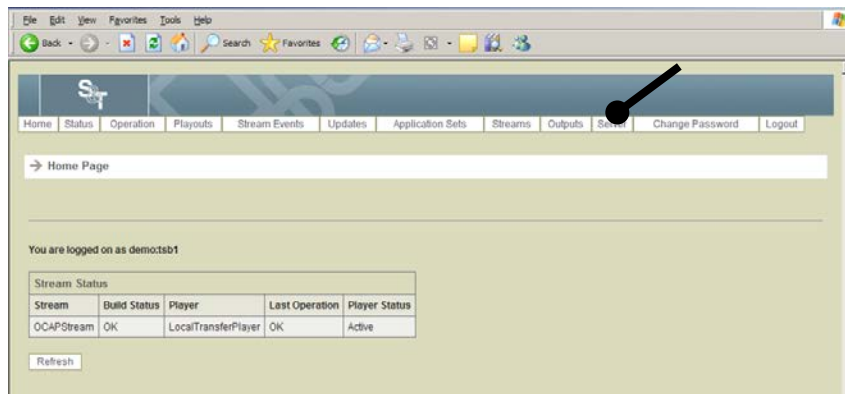 File Edit View Favorites Tools Help
Back Search Favorites
S&T
Home Status Operation Playouts Stream Events Updates Application Sets Streams Outputs Server Change Password Logout
→ Home Page
You are logged on as demo:tsb1
Stream Status
Stream Build Status Player Last Operation Player Status
OCAPStream OK LocalTransferPlayer OK Active
Refresh